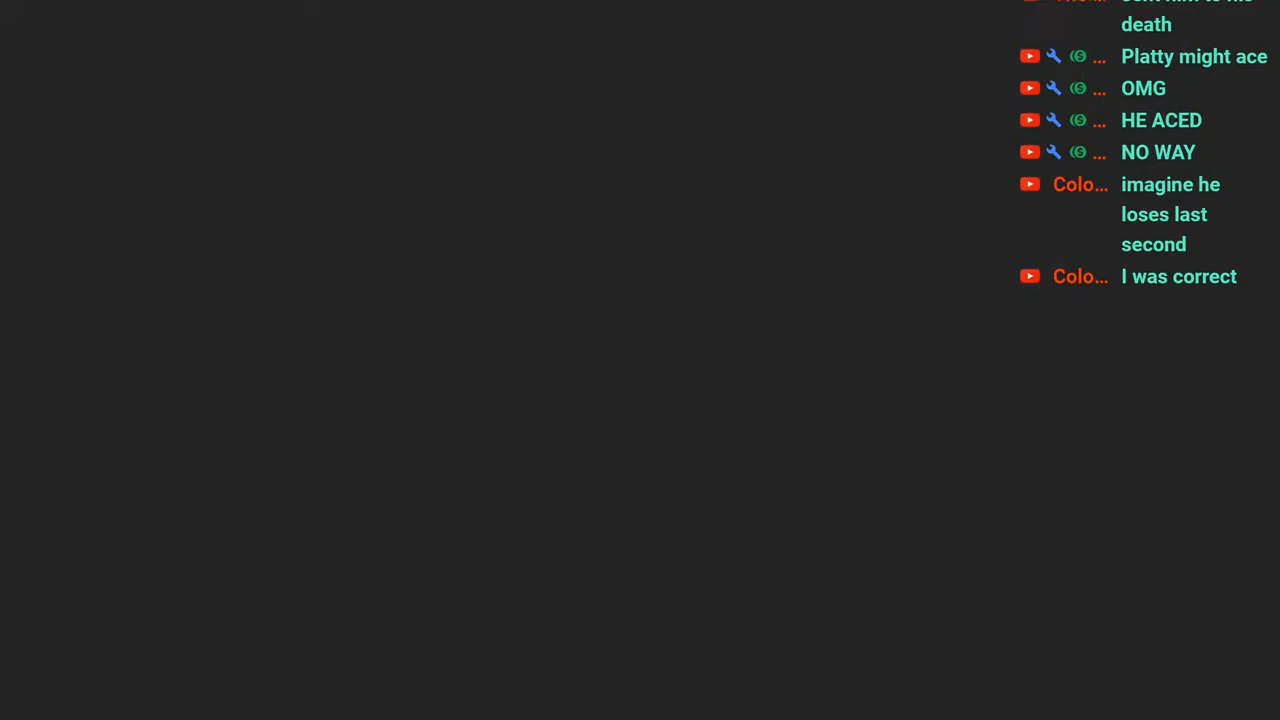 death
... Platty might ace
... OMG
... HE ACED
... NO WAY
Colo... imagine he
loses last
second
Colo... I was correct